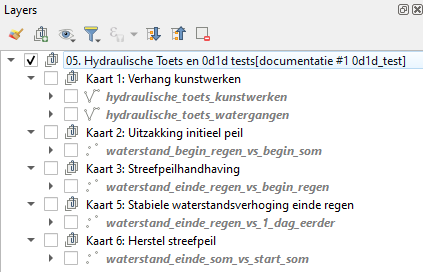 Layers
05. Hydraulische Toets en 0d1d tests[documentatie #1 0d1d_test]
Kaart 1: Verhang kunstwerken
hydraulische_toets_kunstwerken
hydraulische_toets_watergangen
Kaart 2: Uitzakking initieel peil
waterstand_begin_regen_vs_begin_som
Kaart 3: Streefpeilhandhaving
waterstand_einde_regen_vs_begin_regen
Kaart 5: Stabiele waterstandsverhoging einde regen
waterstand_einde_regen_vs_1_dag_eerder
Kaart 6: Herstel streefpeil
waterstand_einde_som_vs_start_som